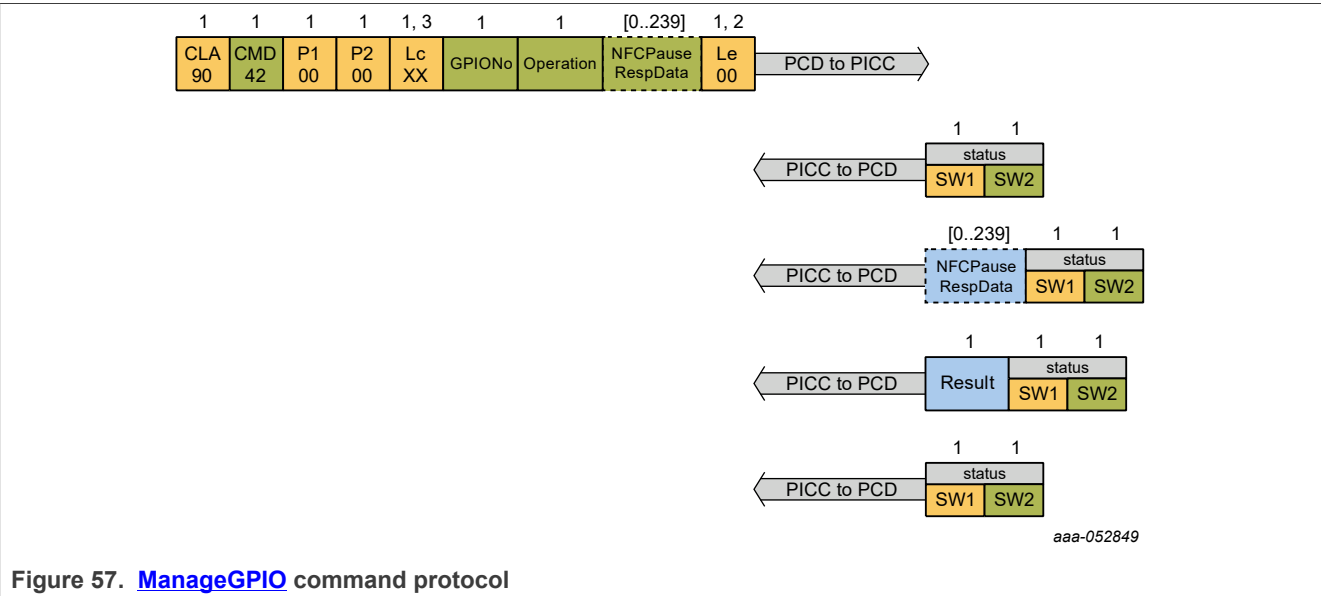 1 1 1 1 1, 3 1 1 [0..239] 1, 2
CLA CMD P1 P2 Lc GPIONo Operation NFCPause Le PCD to PICC
90 42 00 00 XX RespData 00
1 1
status
PICC to PCD SW1 SW2
[0..239] 1 1
NFCPause status
PICC to PCD RespData SW1 SW2
1 1 1
status
PICC to PCD Result SW1 SW2
1 1
status
PICC to PCD SW1 SW2
aaa-052849
Figure 57. ManageGPIO command protocol